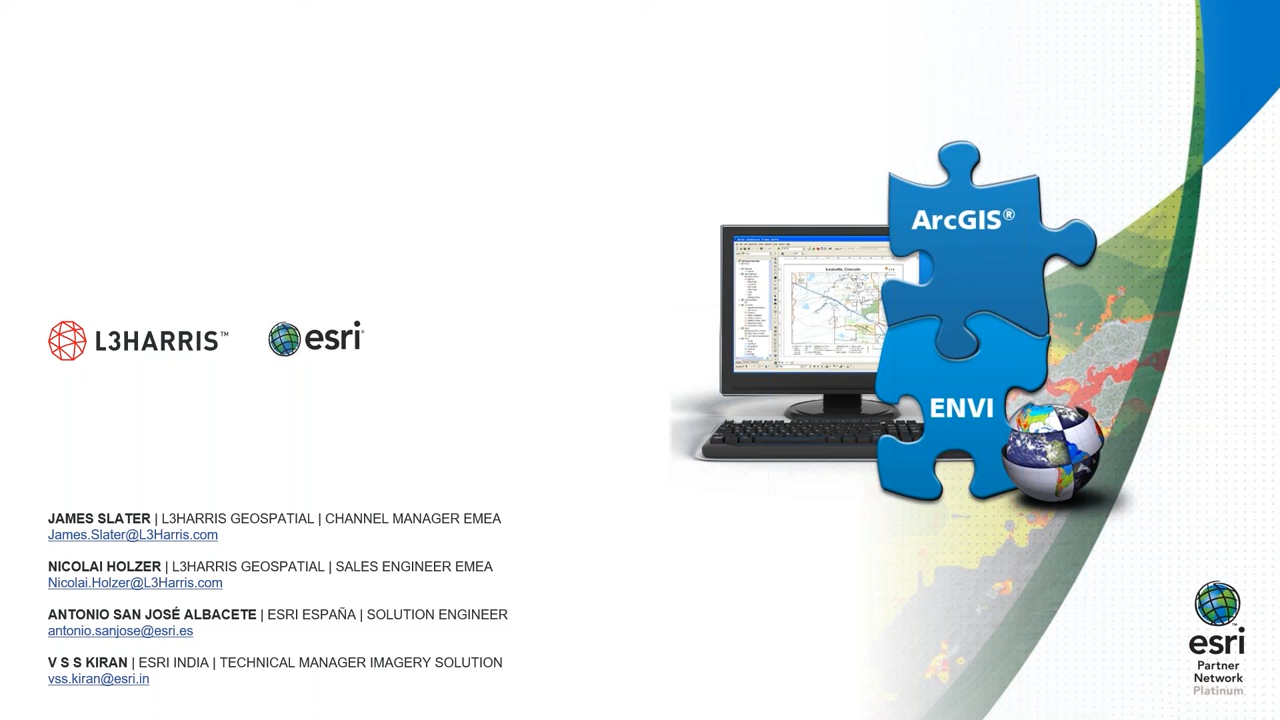 ArcGIS®
ENVI
L3HARRIS™
esri®
JAMES SLATER | L3HARRIS GEOSPATIAL | CHANNEL MANAGER EMEA
James.Slater@L3Harris.com
NICOLAI HOLZER | L3HARRIS GEOSPATIAL | SALES ENGINEER EMEA
Nicolai.Holzer@L3Harris.com
ANTONIO SAN JOSÉ ALBACETE | ESRI ESPAÑA | SOLUTION ENGINEER
antonio.sanjose@esri.es
V S S KIRAN | ESRI INDIA | TECHNICAL MANAGER IMAGERY SOLUTION
vss.kiran@esri.in
esri™
Partner
Network
Platinum